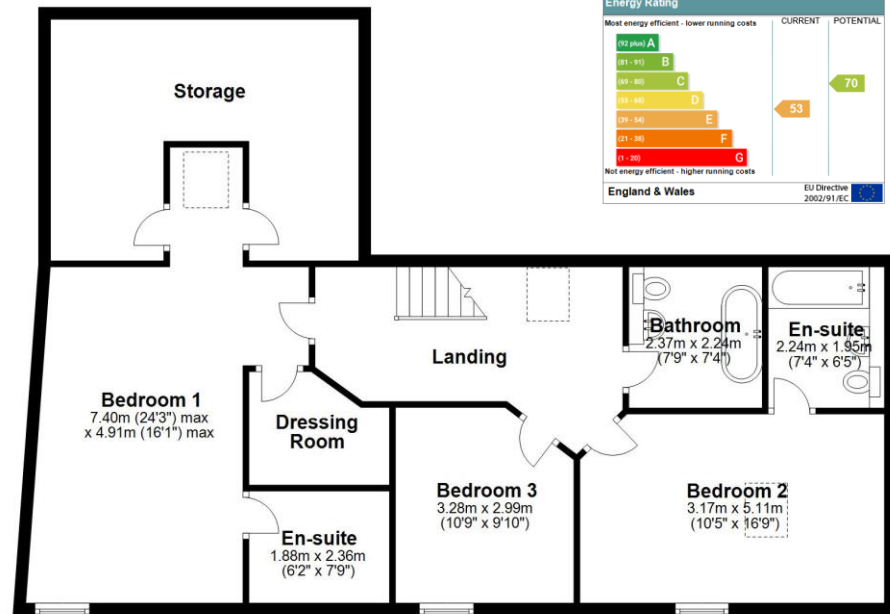 Energy Rating
Most energy efficient - lower running costs
CURRENT
POTENTIAL
(92 plus) A
(81 - 91) B
(69 - 80) C
(55 - 68) D
(39 - 54) E
(21 - 38) F
(1 - 20) G
53
70
Not energy efficient - higher running costs
England & Wales
EU Directive
2002/91/EC
Storage
Landing
Bathroom
2.37m x 2.24m
(7'9" x 7'4")
En-suite
2.24m x 1.95m
(7'4" x 6'5")
Bedroom 1
7.40m (24'3") max
x 4.91m (16'1") max
Dressing
Room
En-suite
1.88m x 2.36m
(6'2" x 7'9")
Bedroom 3
3.28m x 2.99m
(10'9" x 9'10")
Bedroom 2
3.17m x 5.11m
(10'5" x 16'9")